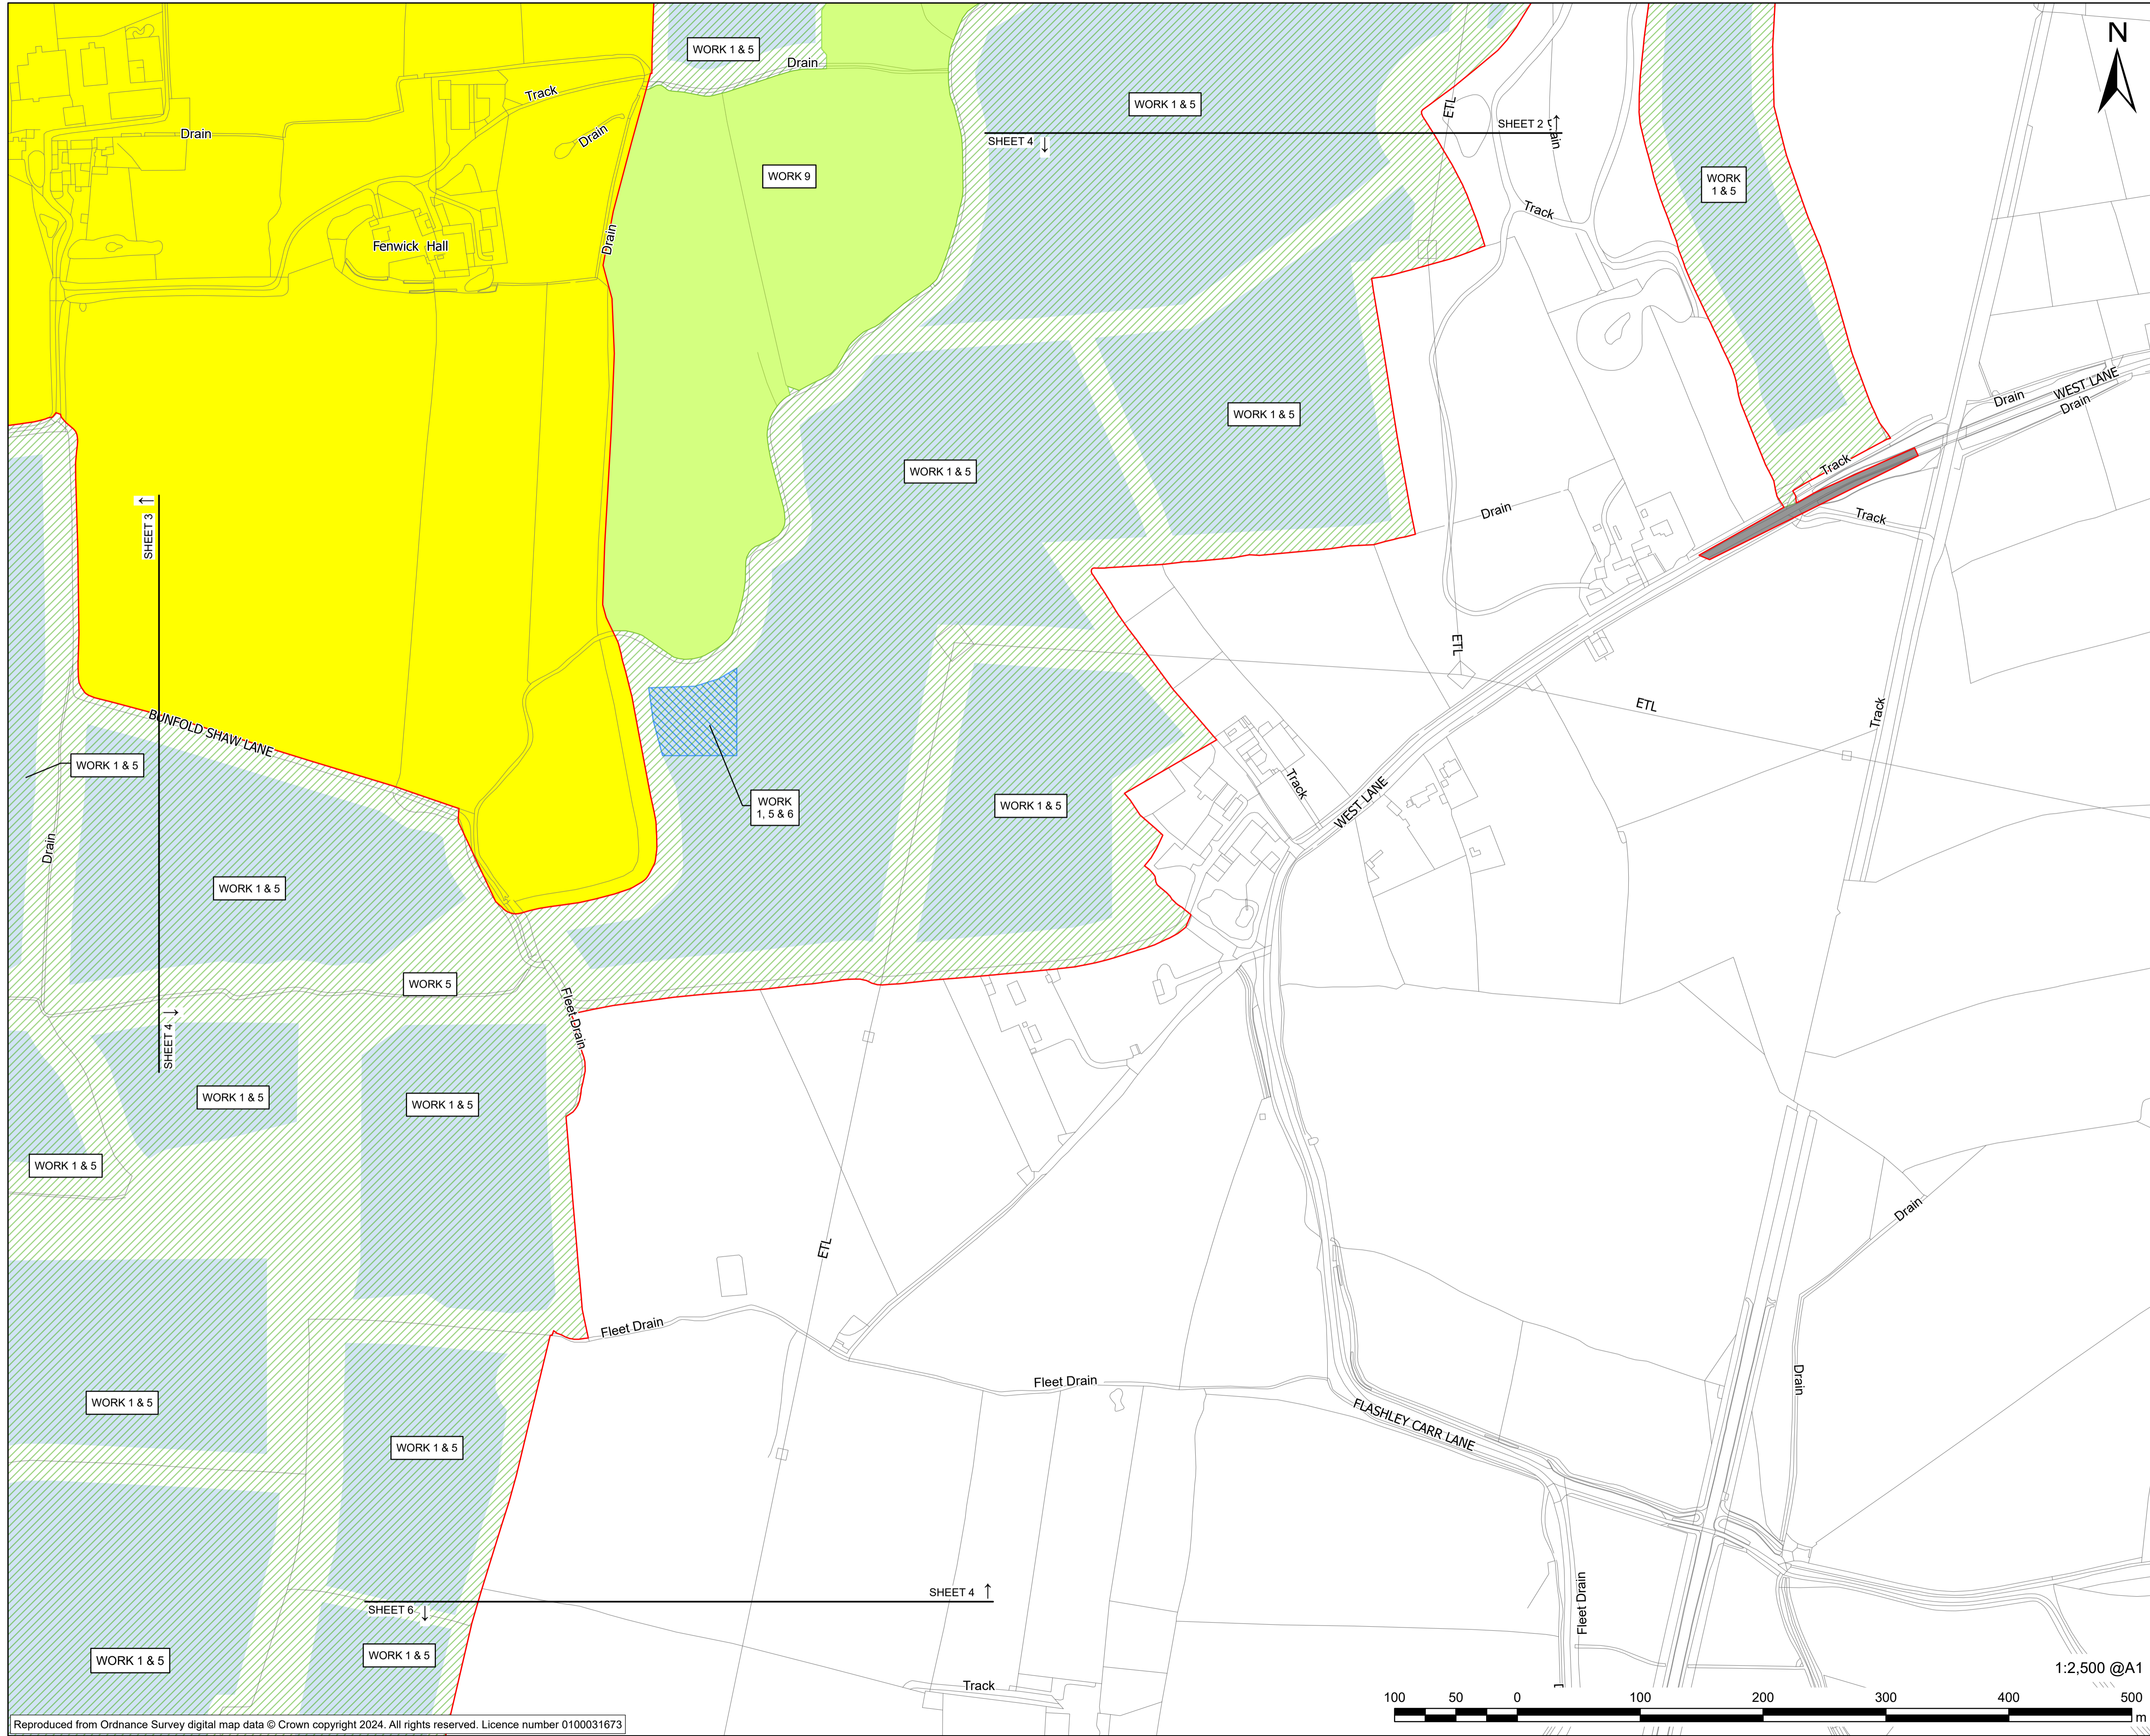 WORK 1 & 5
Drain
N
Track
WORK 1 & 5
ETL
SHEET 2 ↑
Drain
Drain
SHEET 4 ↓
Drain
WORK 9
WORK
1 & 5
Track
Drain
Fenwick Hall
WEST LANE
Drain
Drain
WORK 1 & 5
WORK 1 & 5
Track
←
SHEET 3
Drain
Track
ETL
ETL
BUNFOLD SHAW LANE
Track
WORK 1 & 5
Track
WORK
1, 5 & 6
WORK 1 & 5
WEST LANE
Drain
WORK 1 & 5
WORK 5
Fleet Drain
→
SHEET 4
WORK 1 & 5
WORK 1 & 5
WORK 1 & 5
Drain
ETL
Fleet Drain
Fleet Drain
Drain
WORK 1 & 5
FLASHLEY CARR LANE
WORK 1 & 5
SHEET 4 ↑
SHEET 6 ↓
Fleet Drain
WORK 1 & 5
WORK 1 & 5
1:2,500 @A1
Track
100 50 0 100 200 300 400 500
m
Reproduced from Ordnance Survey digital map data © Crown copyright 2024. All rights reserved. Licence number 0100031673